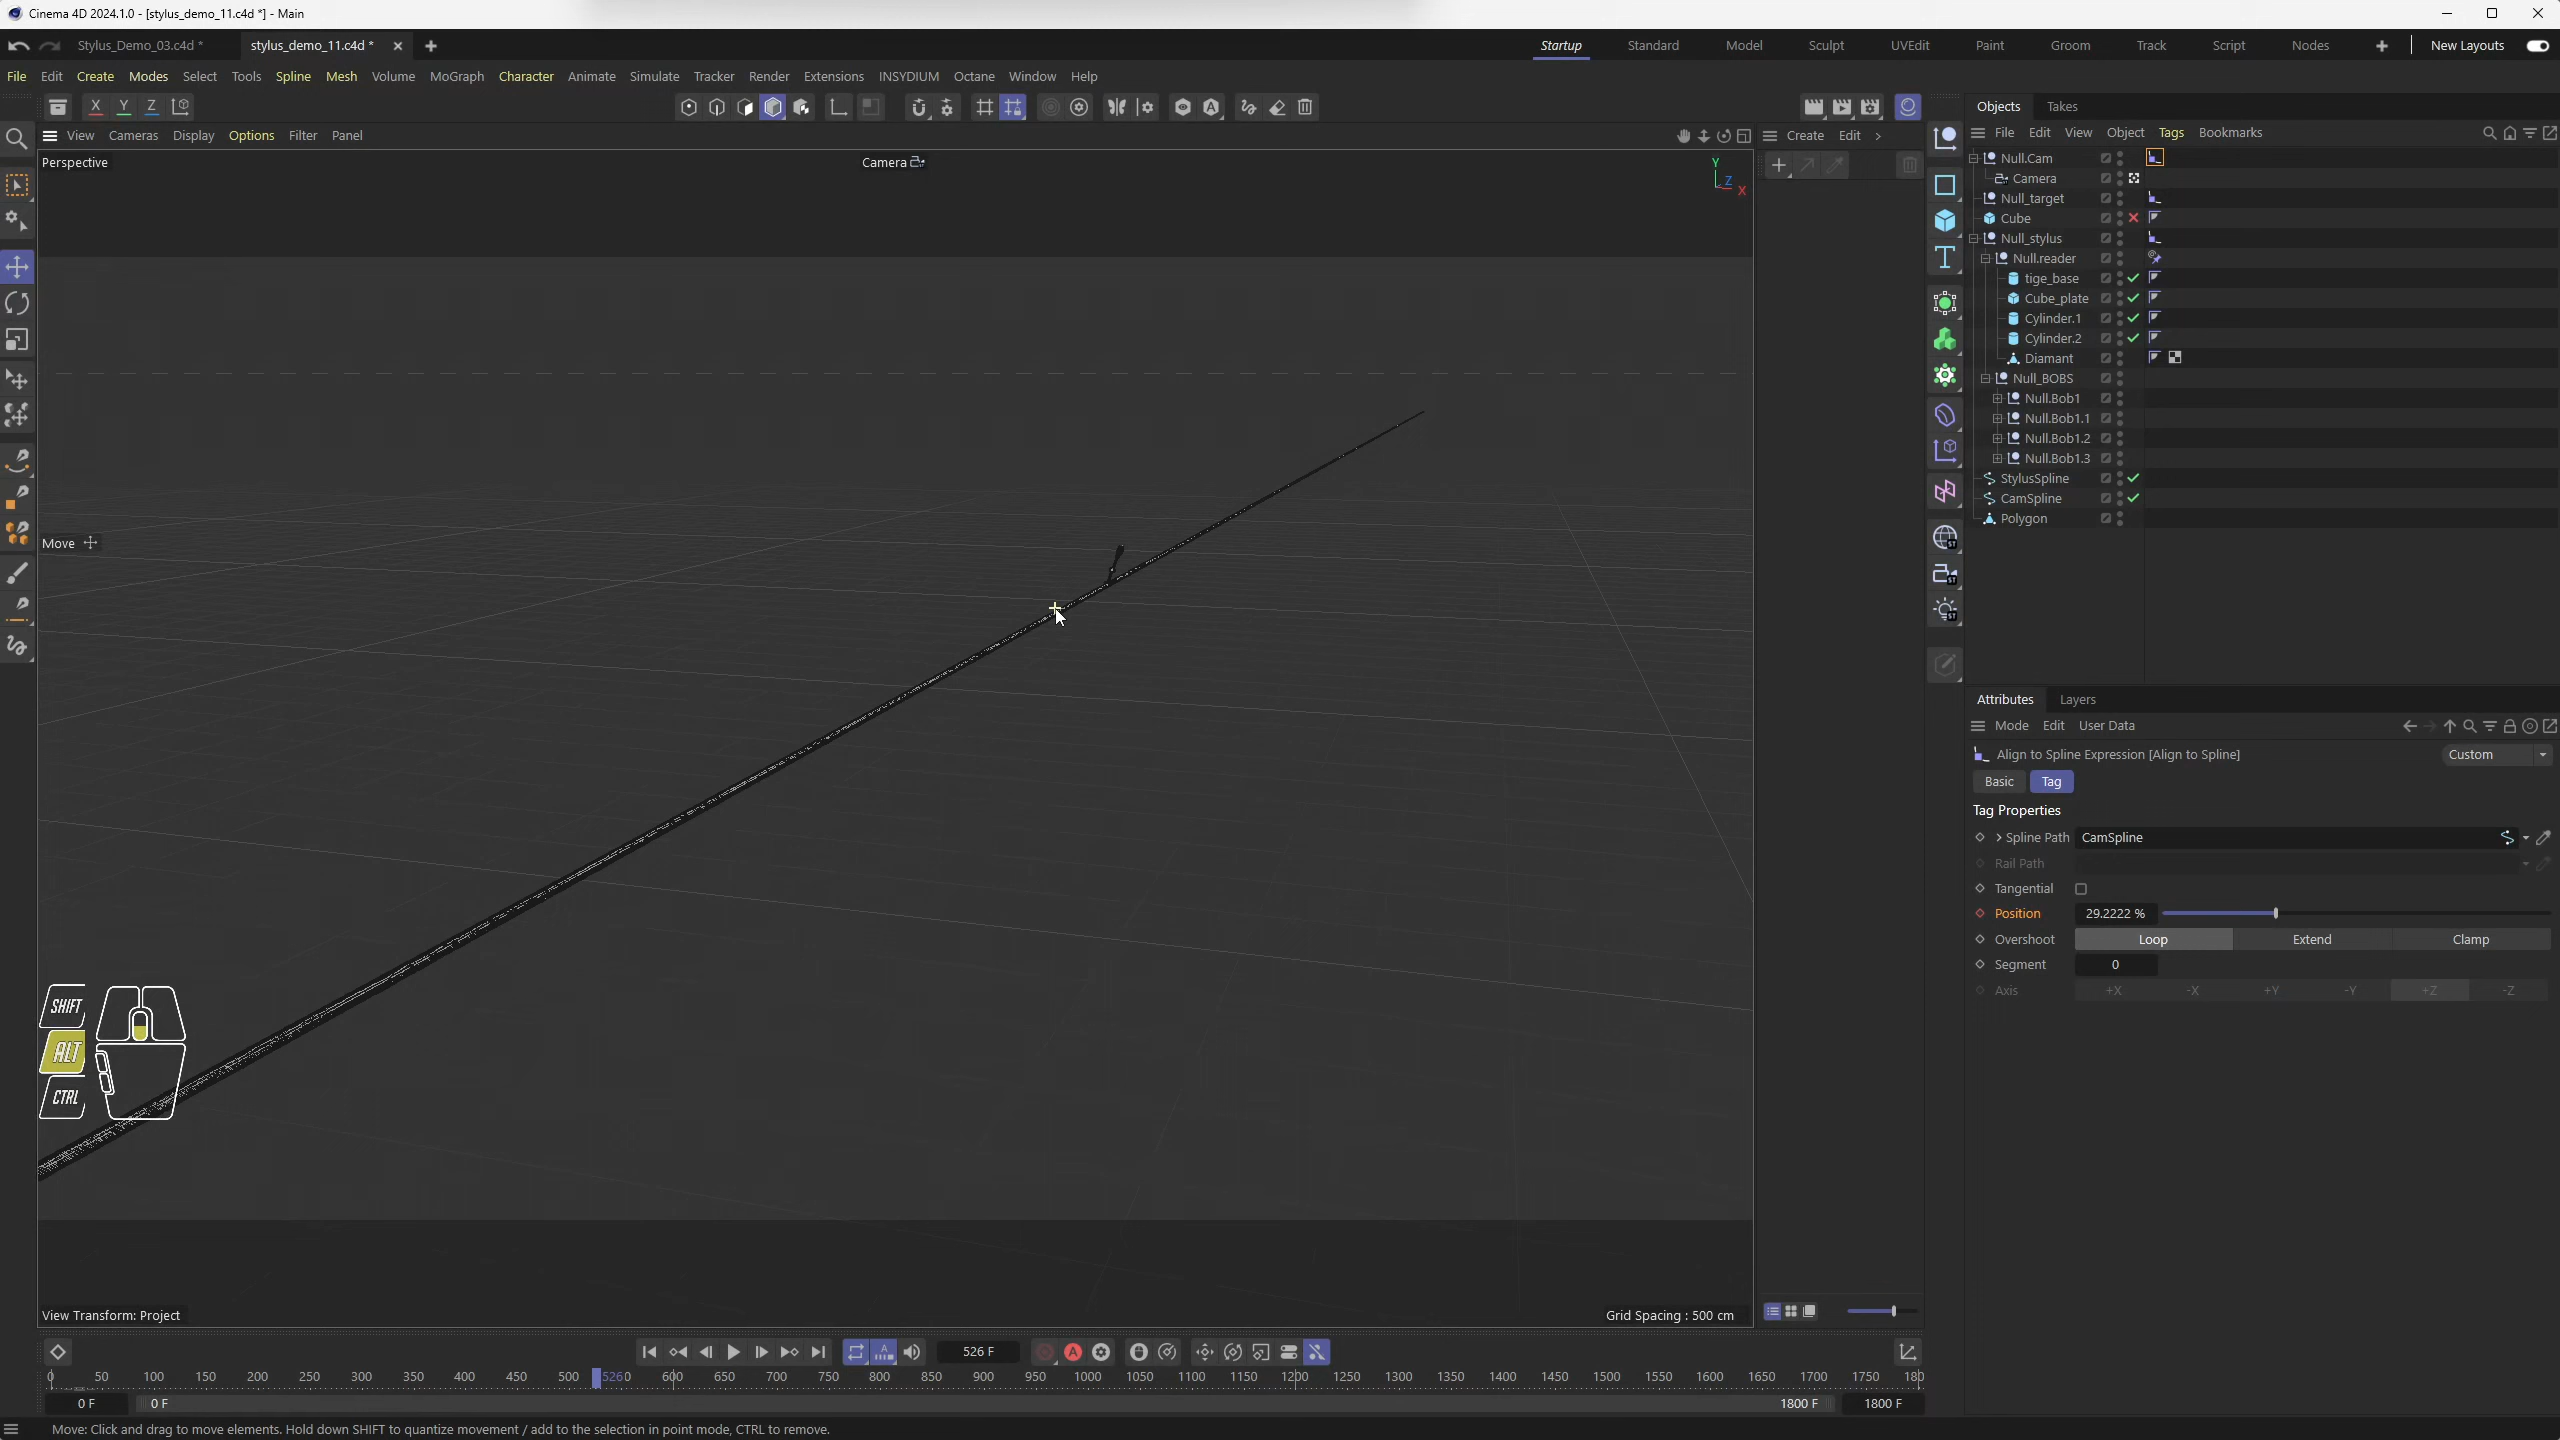 Cinema 4D 2024.1.0 - [stylus_demo_11.c4d *] - Main
Stylus_Demo_03.c4d *
stylus_demo_11.c4d *
Startup
Standard
Model
Sculpt
UVEdit
Paint
Groom
Track
Script
Nodes
New Layouts
File Edit Create Modes Select Tools Spline Mesh Volume MoGraph Character Animate Simulate Tracker Render Extensions INSYDIUM Octane Window Help
X Y Z
View Cameras Display Options Filter Panel
Perspective
Camera
Y
Z
X
Move
SHIFT
ALT
CTRL
View Transform: Project
Grid Spacing : 500 cm
Create Edit
Objects Takes
File Edit View Object Tags Bookmarks
Null.Cam
Camera
Null_target
Cube
Null_stylus
Null.reader
tige_base
Cube_plate
Cylinder.1
Cylinder.2
Diamant
Null_BOBS
Null.Bob1
Null.Bob1.1
Null.Bob1.2
Null.Bob1.3
StylusSpline
CamSpline
Polygon
Attributes Layers
Mode Edit User Data
Align to Spline Expression [Align to Spline]
Custom
Basic Tag
Tag Properties
Spline Path CamSpline
Rail Path
Tangential
Position 29.2222 %
Overshoot Loop Extend Clamp
Segment 0
Axis +X -X +Y -Y +Z -Z
526 F
0 50 100 150 200 250 300 350 400 450 500 5260 600 650 700 750 800 850 900 950 1000 1050 1100 1150 1200 1250 1300 1350 1400 1450 1500 1550 1600 1650 1700 1750 180
0 F
0 F
1800 F
1800 F
Move: Click and drag to move elements. Hold down SHIFT to quantize movement / add to the selection in point mode, CTRL to remove.